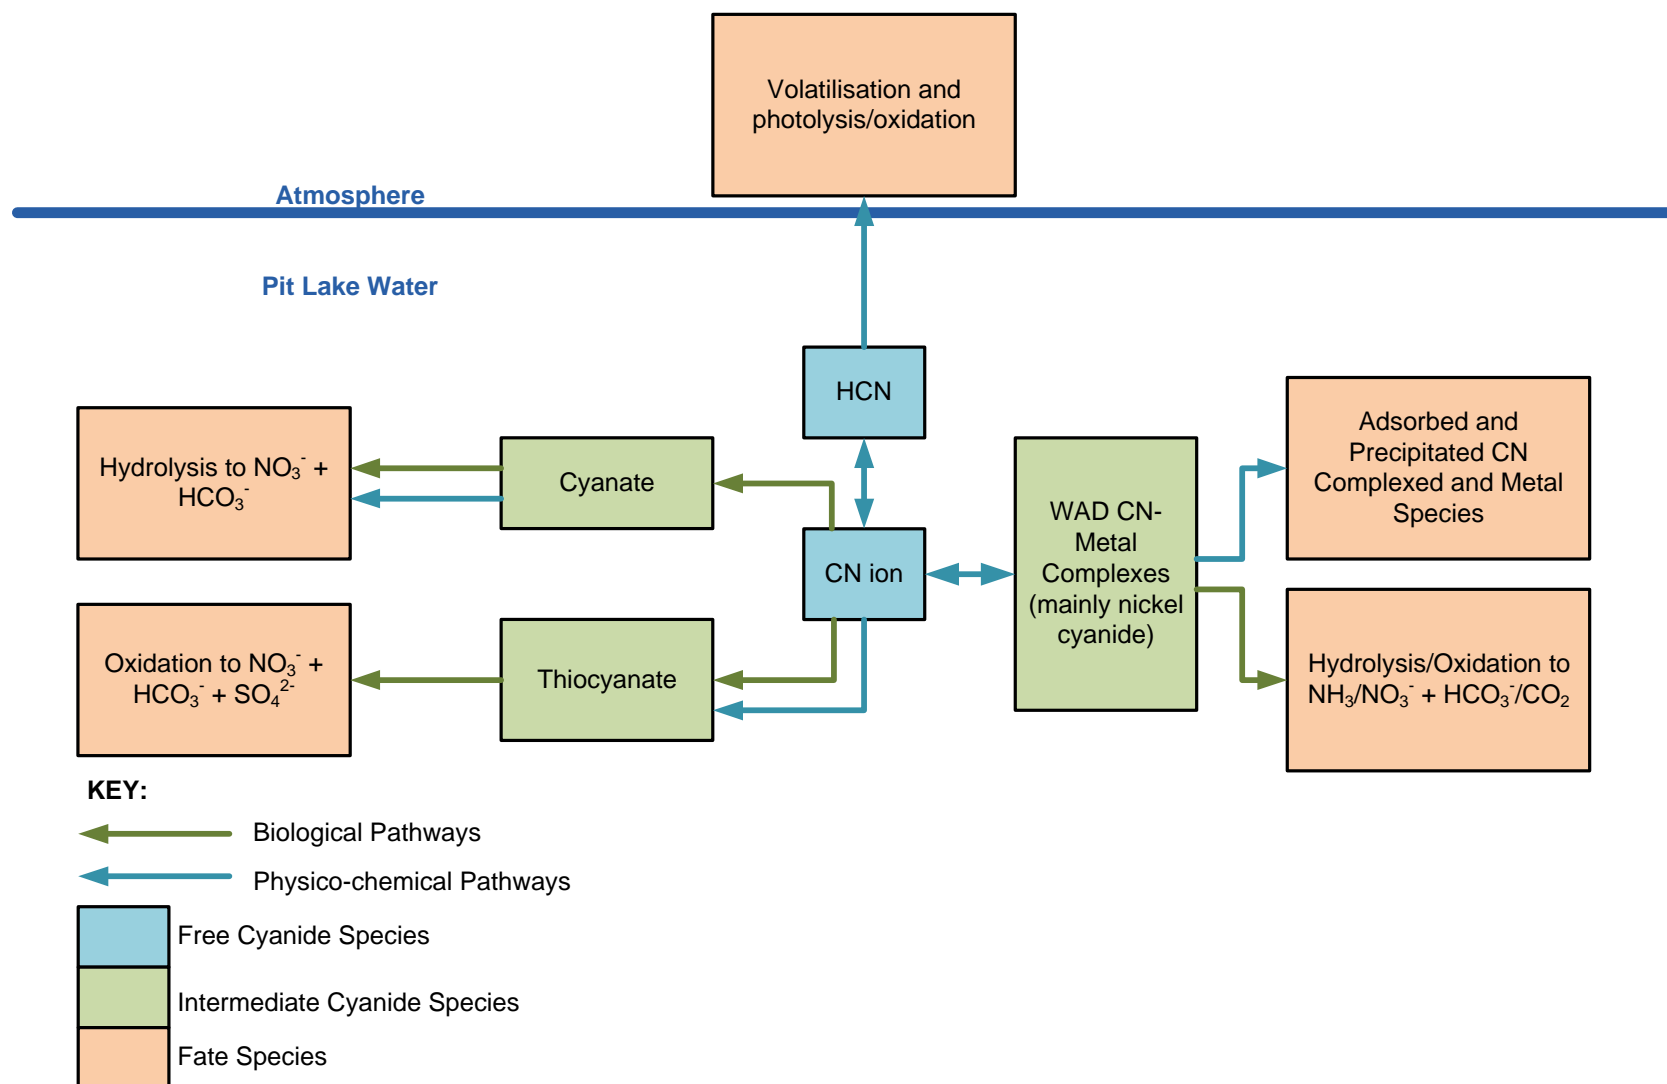 Volatilisation and
photolysis/oxidation
Atmosphere
Pit Lake Water
HCN
Hydrolysis to NO₃⁻ +
HCO₃⁻
Cyanate
CN ion
WAD CN-
Metal
Complexes
(mainly nickel
cyanide)
Adsorbed and
Precipitated CN
Complexed and Metal
Species
Oxidation to NO₃⁻ +
HCO₃⁻ + SO₄²⁻
Thiocyanate
Hydrolysis/Oxidation to
NH₃/NO₃⁻ + HCO₃⁻/CO₂
KEY:
Biological Pathways
Physico-chemical Pathways
Free Cyanide Species
Intermediate Cyanide Species
Fate Species